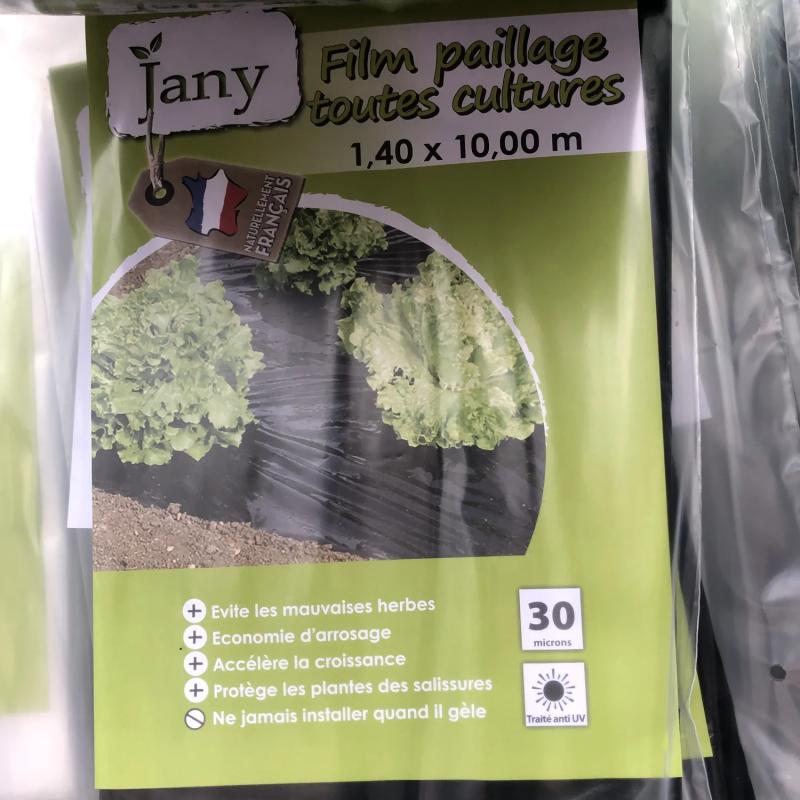 Jany
Film paillage
toutes cultures
1,40 x 10,00 m
NATURELLEMENT
FRANÇAIS
Evite les mauvaises herbes
Economie d'arrosage
Accélère la croissance
Protège les plantes des salissures
Ne jamais installer quand il gèle
30
microns
Traité anti UV